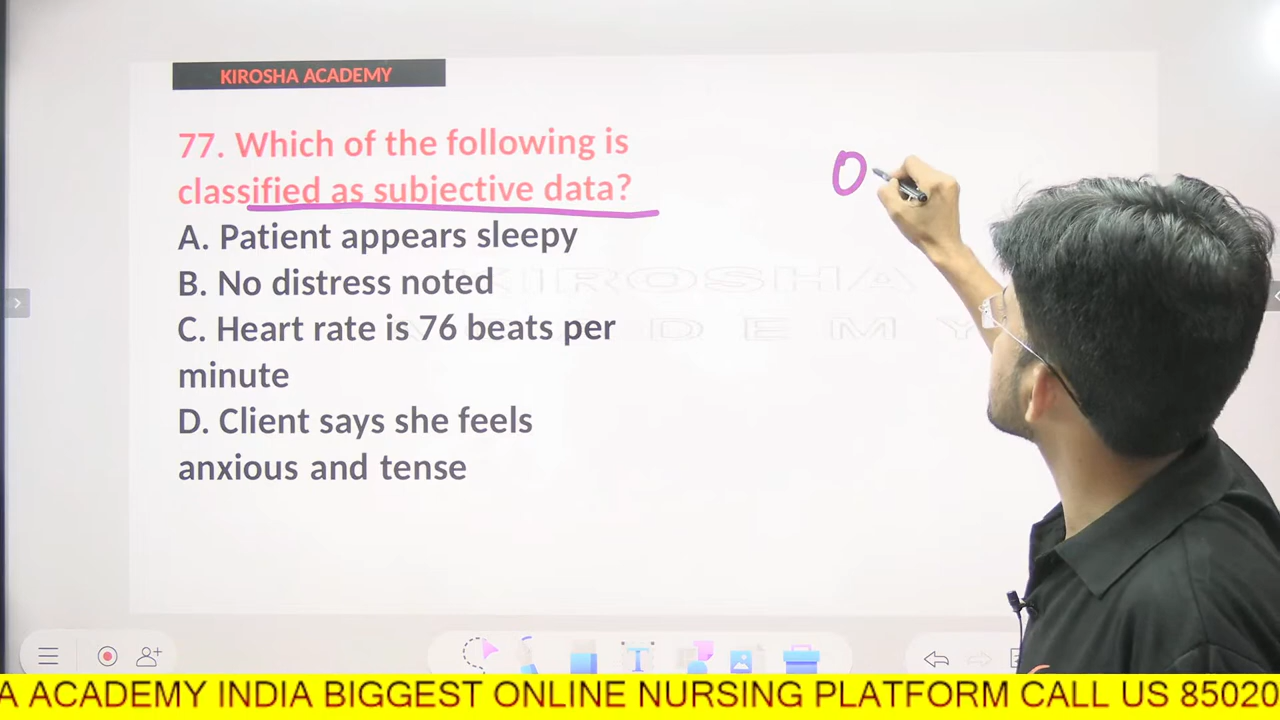 KIROSHA ACADEMY
77. Which of the following is
classified as subjective data?
A. Patient appears sleepy
B. No distress noted
C. Heart rate is 76 beats per
minute
D. Client says she feels
anxious and tense
O
KIROSHA
ACADEMY
T
A ACADEMY INDIA BIGGEST ONLINE NURSING PLATFORM CALL US 85020